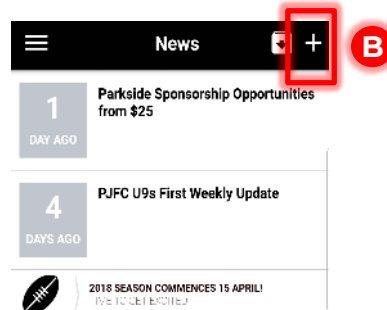 News
+
B
1
DAY AGO
Parkside Sponsorship Opportunities
from $25
4
DAYS AGO
PJFC U9s First Weekly Update
2018 SEASON COMMENCES 15 APRIL!